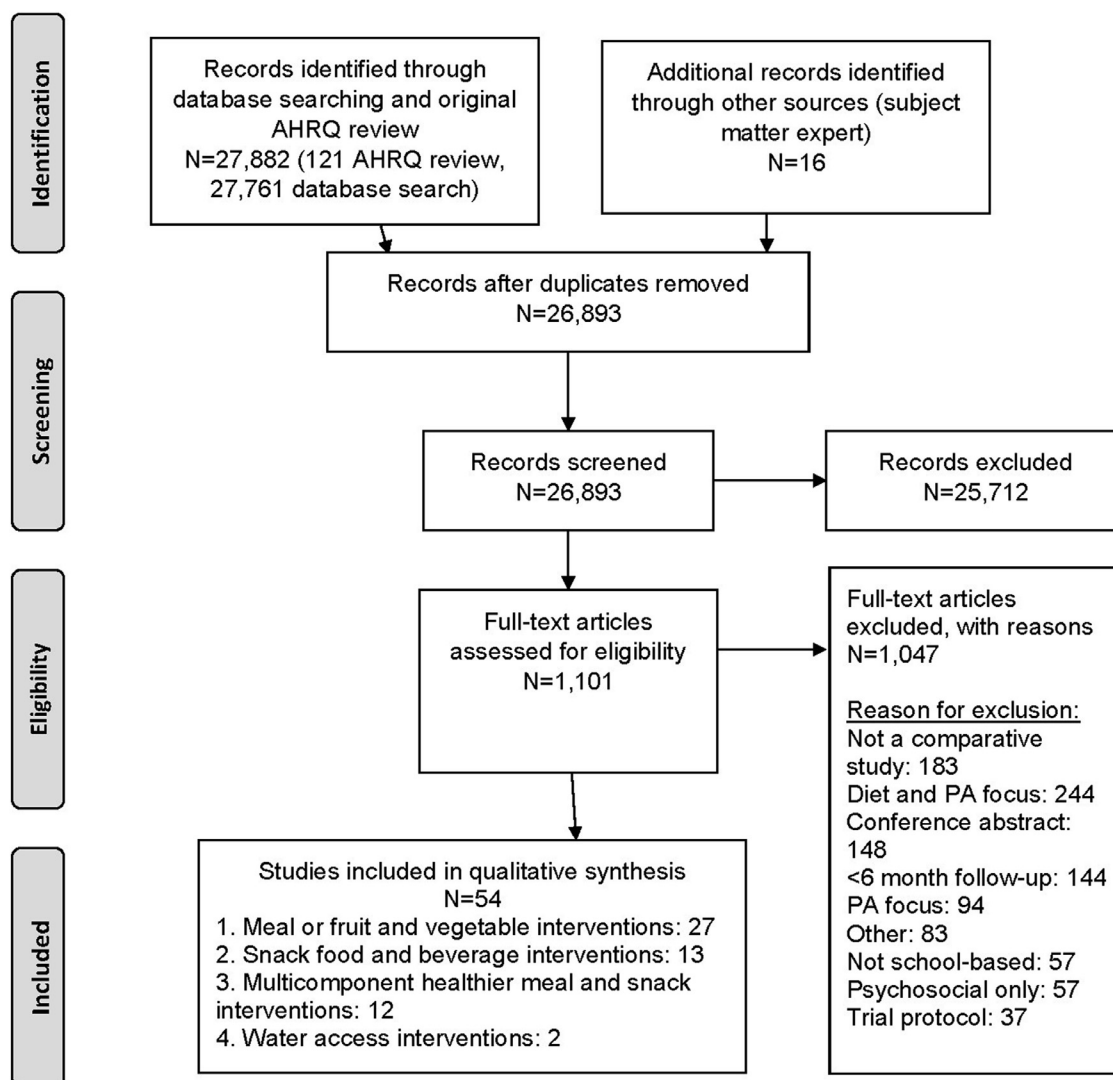 Identification
Records identified through
database searching and original
AHRQ review
N=27,882 (121 AHRQ review,
27,761 database search)
Additional records identified
through other sources (subject
matter expert)
N=16
Screening
Records after duplicates removed
N=26,893
Records screened
N=26,893
Records excluded
N=25,712
Eligibility
Full-text articles
assessed for eligibility
N=1,101
Full-text articles
excluded, with reasons
N=1,047
Reason for exclusion:
Not a comparative
study: 183
Diet and PA focus: 244
Conference abstract:
148
<6 month follow-up: 144
PA focus: 94
Other: 83
Not school-based: 57
Psychosocial only: 57
Trial protocol: 37
Included
Studies included in qualitative synthesis
N=54
1. Meal or fruit and vegetable interventions: 27
2. Snack food and beverage interventions: 13
3. Multicomponent healthier meal and snack
interventions: 12
4. Water access interventions: 2